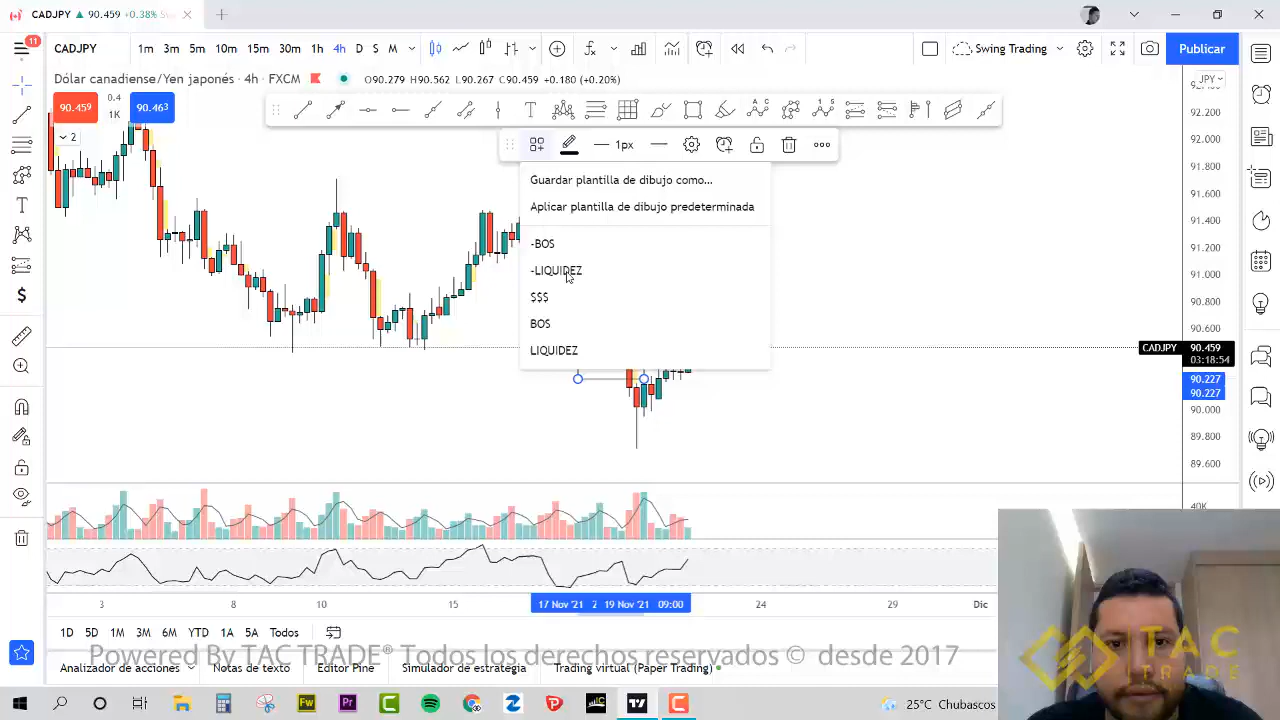 CADJPY ▲ 90.459 +0.38%
11
CADJPY
1m 3m 5m 10m 15m 30m 1h 4h D S M
Swing Trading
Publicar
Dólar canadiense/Yen japonés · 4h · FXCM
O90.279 H90.562 L90.267 C90.459 +0.180 (+0.20%)
JPY
90.459
0.4
1K
90.463
2
1px
Guardar plantilla de dibujo como...
Aplicar plantilla de dibujo predeterminada
-BOS
-LIQUIDEZ
$$$
BOS
LIQUIDEZ
92.200
92.000
91.800
91.600
91.400
91.200
91.000
90.800
90.600
CADJPY 90.459
03:18:54
90.227
90.227
90.000
89.800
89.600
40K
3 8 10 15 17 Nov '21 19 Nov '21 09:00 24 29 Dic
1D 5D 1M 3M 6M YTD 1A 5A Todos
Powered By TAC TRADE® Todos los derechos reservados © desde 2017
Analizador de acciones Notas de texto Editor Pine Simulador de estrategia Trading virtual (Paper Trading)
TAC
TRADE
25°C Chubascos